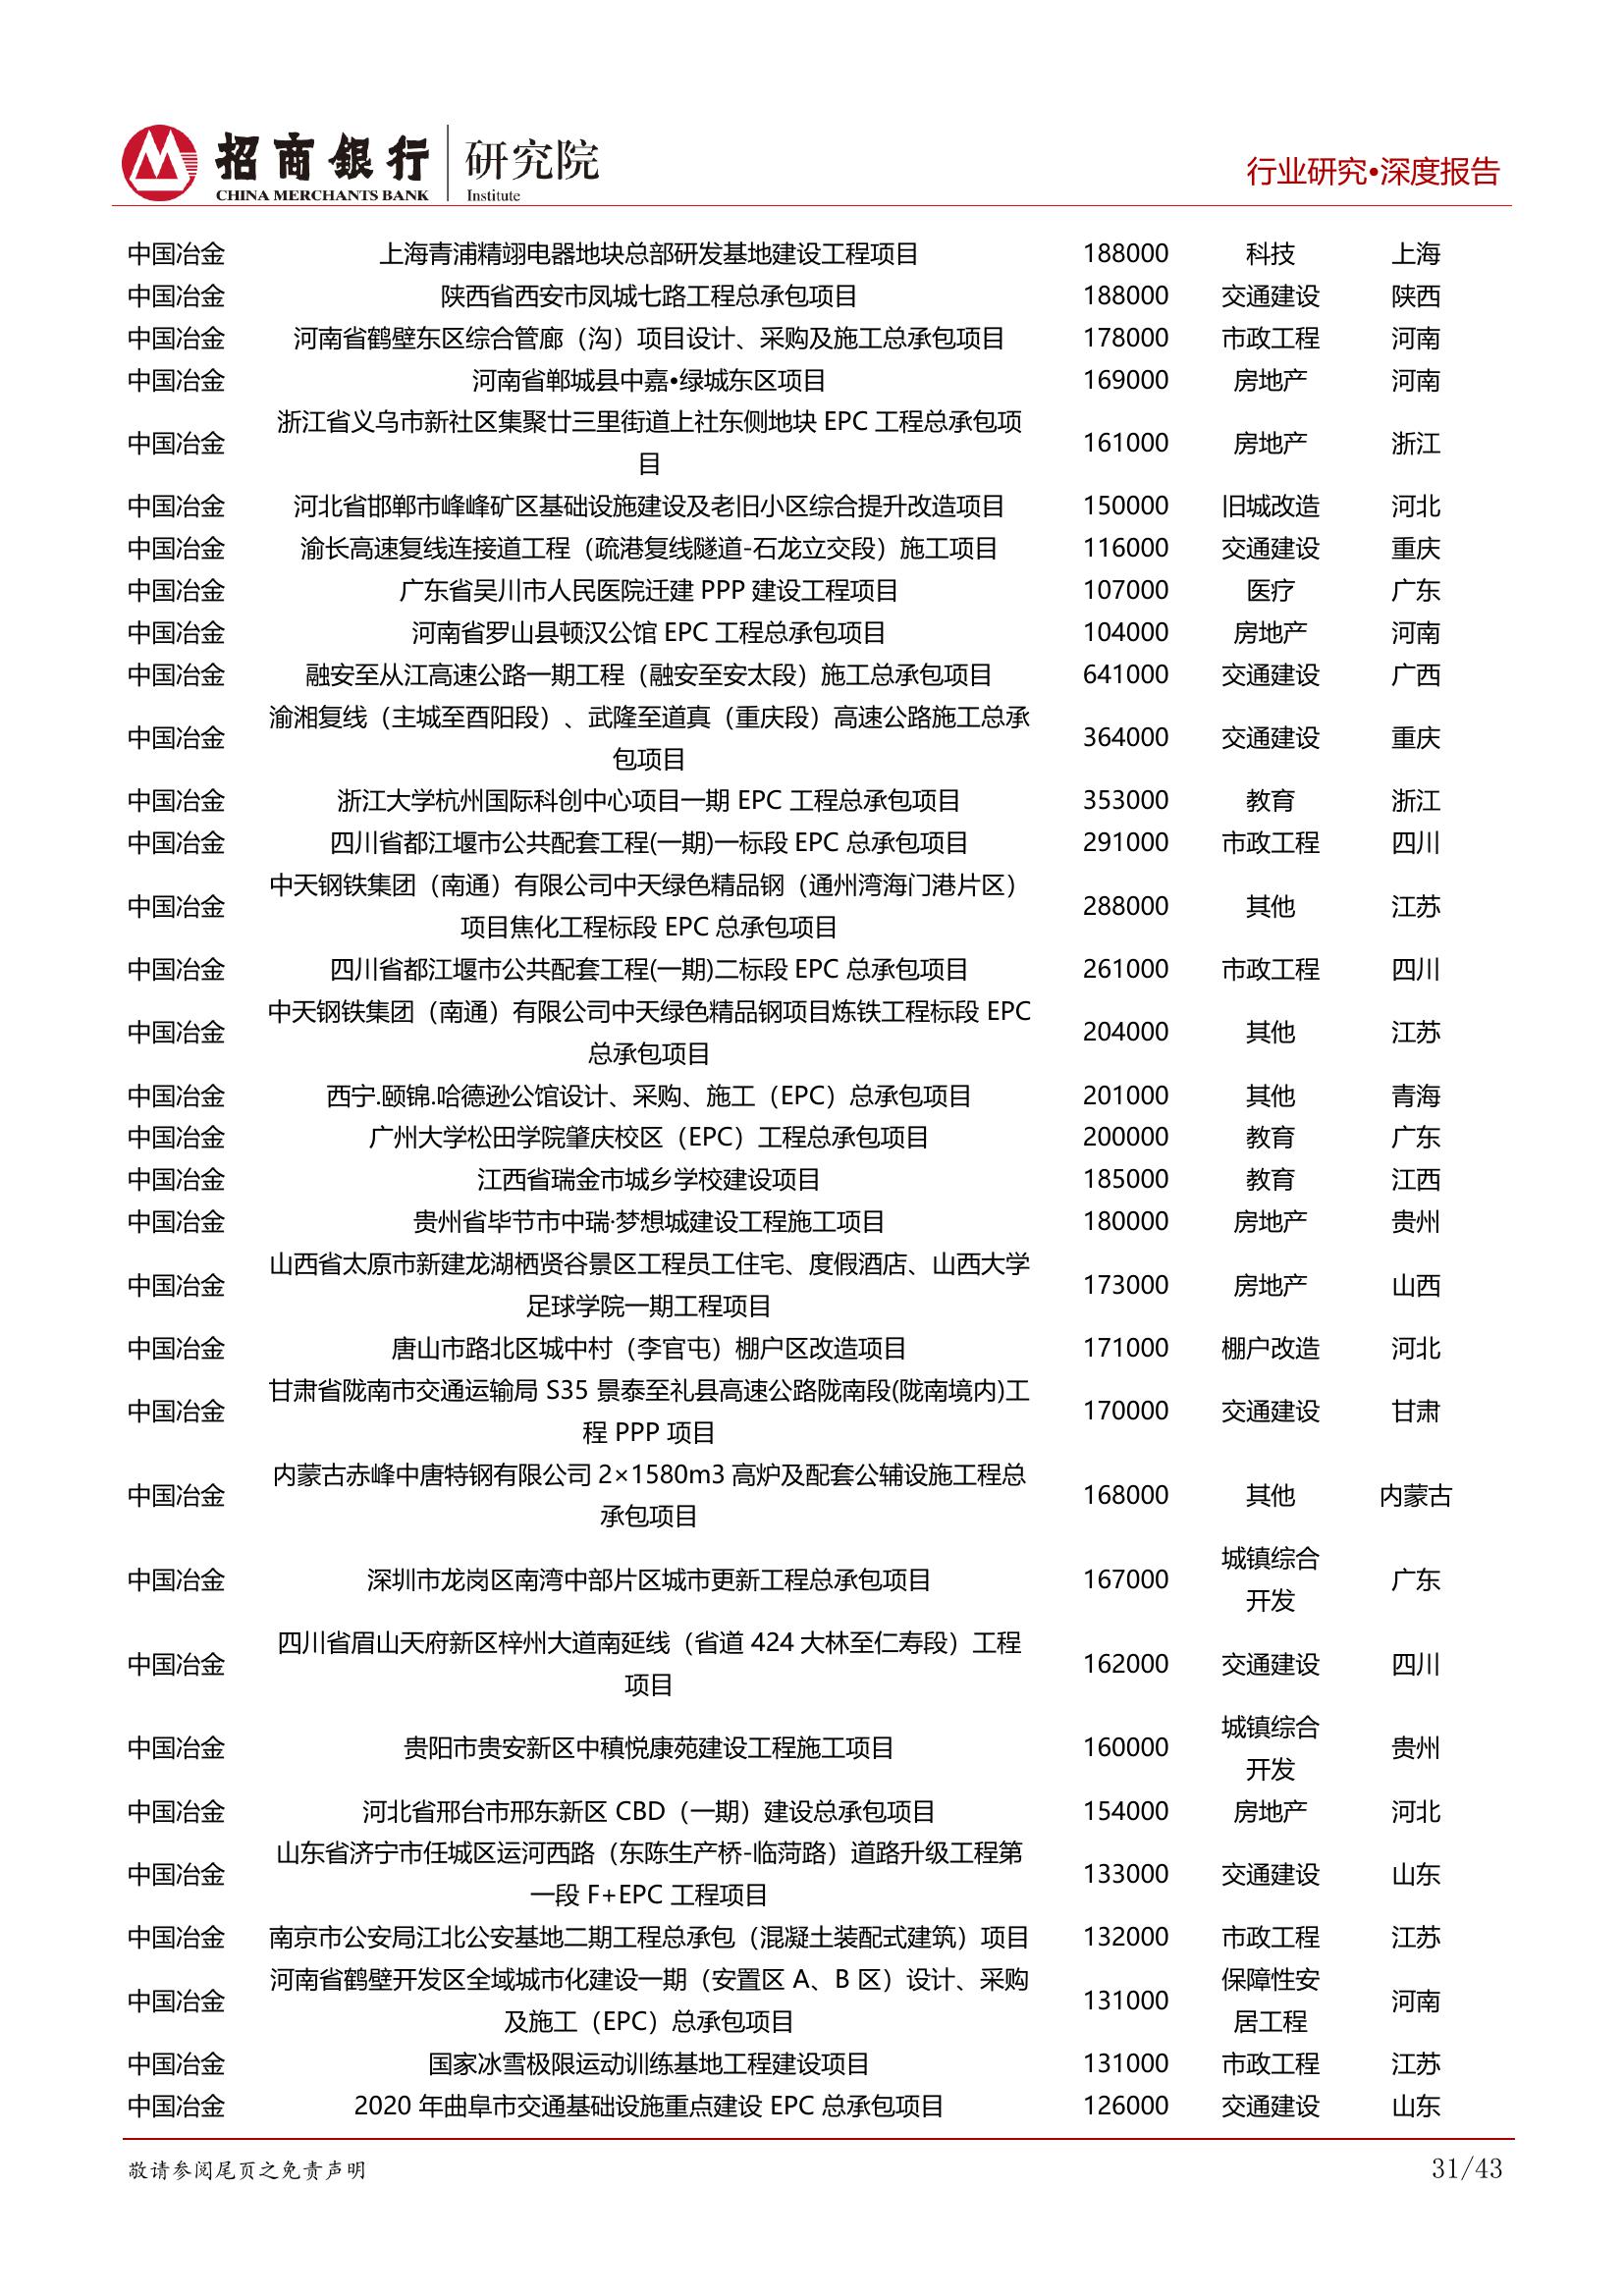 招商銀行 研究院
CHINA MERCHANTS BANK Institute
行业研究•深度报告
中国冶金 上海青浦精翊电器地块总部研发基地建设工程项目 188000 科技 上海
中国冶金 陕西省西安市凤城七路工程总承包项目 188000 交通建设 陕西
中国冶金 河南省鹤壁东区综合管廊（沟）项目设计、采购及施工总承包项目 178000 市政工程 河南
中国冶金 河南省郸城县中嘉•绿城东区项目 169000 房地产 河南
浙江省义乌市新社区集聚廿三里街道上社东侧地块 EPC 工程总承包项
中国冶金 161000 房地产 浙江
目
中国冶金 河北省邯郸市峰峰矿区基础设施建设及老旧小区综合提升改造项目 150000 旧城改造 河北
中国冶金 渝长高速复线连接道工程（疏港复线隧道-石龙立交段）施工项目 116000 交通建设 重庆
中国冶金 广东省吴川市人民医院迁建 PPP 建设工程项目 107000 医疗 广东
中国冶金 河南省罗山县顿汉公馆 EPC 工程总承包项目 104000 房地产 河南
中国冶金 融安至从江高速公路一期工程（融安至安太段）施工总承包项目 641000 交通建设 广西
渝湘复线（主城至酉阳段）、武隆至道真（重庆段）高速公路施工总承
中国冶金 364000 交通建设 重庆
包项目
中国冶金 浙江大学杭州国际科创中心项目一期 EPC 工程总承包项目 353000 教育 浙江
中国冶金 四川省都江堰市公共配套工程(一期)一标段 EPC 总承包项目 291000 市政工程 四川
中天钢铁集团（南通）有限公司中天绿色精品钢（通州湾海门港片区）
中国冶金 288000 其他 江苏
项目焦化工程标段 EPC 总承包项目
中国冶金 四川省都江堰市公共配套工程(一期)二标段 EPC 总承包项目 261000 市政工程 四川
中天钢铁集团（南通）有限公司中天绿色精品钢项目炼铁工程标段 EPC
中国冶金 204000 其他 江苏
总承包项目
中国冶金 西宁.颐锦.哈德逊公馆设计、采购、施工（EPC）总承包项目 201000 其他 青海
中国冶金 广州大学松田学院肇庆校区（EPC）工程总承包项目 200000 教育 广东
中国冶金 江西省瑞金市城乡学校建设项目 185000 教育 江西
中国冶金 贵州省毕节市中瑞·梦想城建设工程施工项目 180000 房地产 贵州
山西省太原市新建龙湖栖贤谷景区工程员工住宅、度假酒店、山西大学
中国冶金 173000 房地产 山西
足球学院一期工程项目
中国冶金 唐山市路北区城中村（李官屯）棚户区改造项目 171000 棚户改造 河北
甘肃省陇南市交通运输局 S35 景泰至礼县高速公路陇南段(陇南境内)工
中国冶金 170000 交通建设 甘肃
程 PPP 项目
内蒙古赤峰中唐特钢有限公司 2×1580m3 高炉及配套公辅设施工程总
中国冶金 168000 其他 内蒙古
承包项目
城镇综合
中国冶金 深圳市龙岗区南湾中部片区城市更新工程总承包项目 167000 广东
开发
四川省眉山天府新区梓州大道南延线（省道 424 大林至仁寿段）工程
中国冶金 162000 交通建设 四川
项目
城镇综合
中国冶金 贵阳市贵安新区中稹悦康苑建设工程施工项目 160000 贵州
开发
中国冶金 河北省邢台市邢东新区 CBD（一期）建设总承包项目 154000 房地产 河北
山东省济宁市任城区运河西路（东陈生产桥-临菏路）道路升级工程第
中国冶金 133000 交通建设 山东
一段 F+EPC 工程项目
中国冶金 南京市公安局江北公安基地二期工程总承包（混凝土装配式建筑）项目 132000 市政工程 江苏
河南省鹤壁开发区全域城市化建设一期（安置区 A、B 区）设计、采购 保障性安
中国冶金 131000 河南
及施工（EPC）总承包项目 居工程
中国冶金 国家冰雪极限运动训练基地工程建设项目 131000 市政工程 江苏
中国冶金 2020 年曲阜市交通基础设施重点建设 EPC 总承包项目 126000 交通建设 山东
敬请参阅尾页之免责声明 31/43